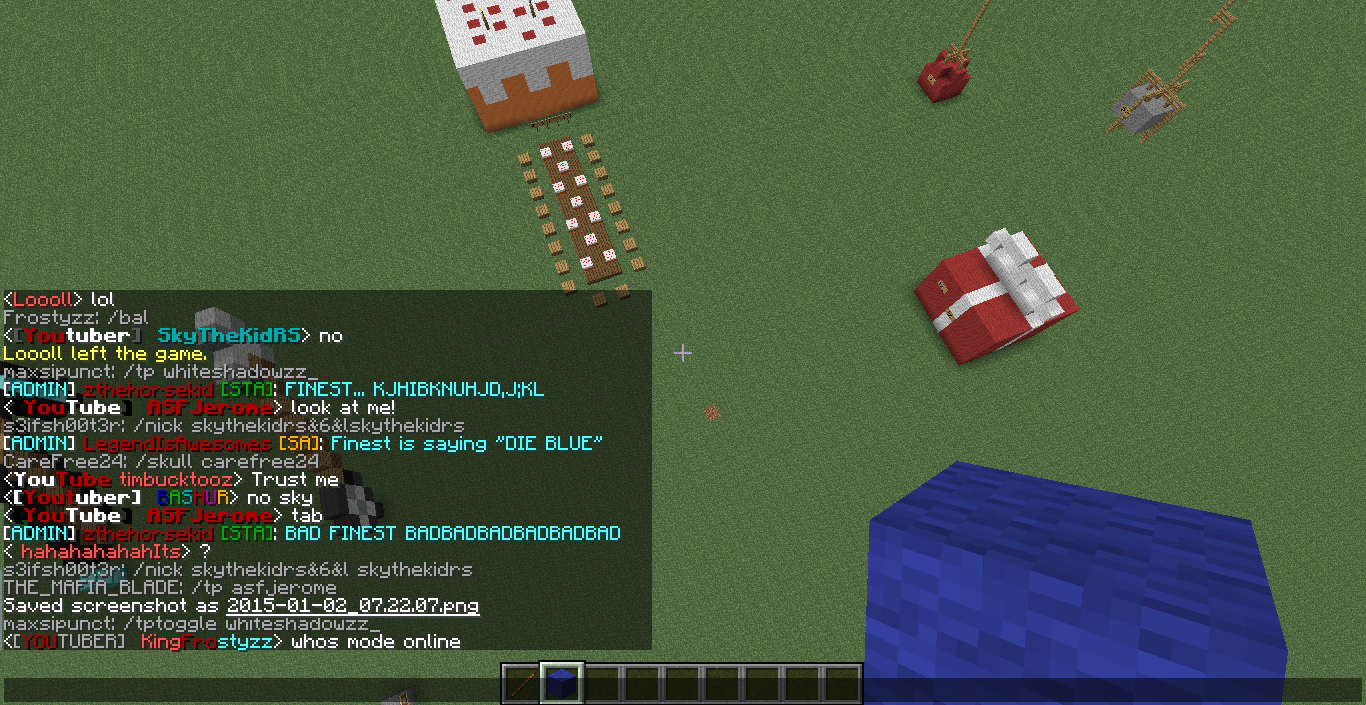 <Loooll> lol
Frostyzz: /bal
<[Youtuber] SkyTheKidRS> no
Loooll left the game.
maxsipunct: /tp whiteshadowzz_
[ADMIN] zthehorsekid [STA]: FINEST... KJHIBKNUHJD,J;KL
< YouTube ASFJerome> look at me!
s3ifsh00t3r: /nick skythekidrs&6&lskythekidrs
[ADMIN] LegendIsAwesomes [SA]: Finest is saying "DIE BLUE"
CareFree24: /skull carefree24
<YouTube timbucktooz> Trust me
<[Youtuber] BASHUR> no sky
< YouTube ASFJerome> tab
[ADMIN] zthehorsekid [STA]: BAD FINEST BADBADBADBADBADBAD
< hahahahahahIts> ?
s3ifsh00t3r: /nick skythekidrs&6&l skythekidrs
THE_MAFIA_BLADE: /tp asfjerome
Saved screenshot as 2015-01-02_07.22.07.png
maxsipunct: /tptoggle whiteshadowzz_
<[YOUTUBER] KingFrostyzz> whos mode online